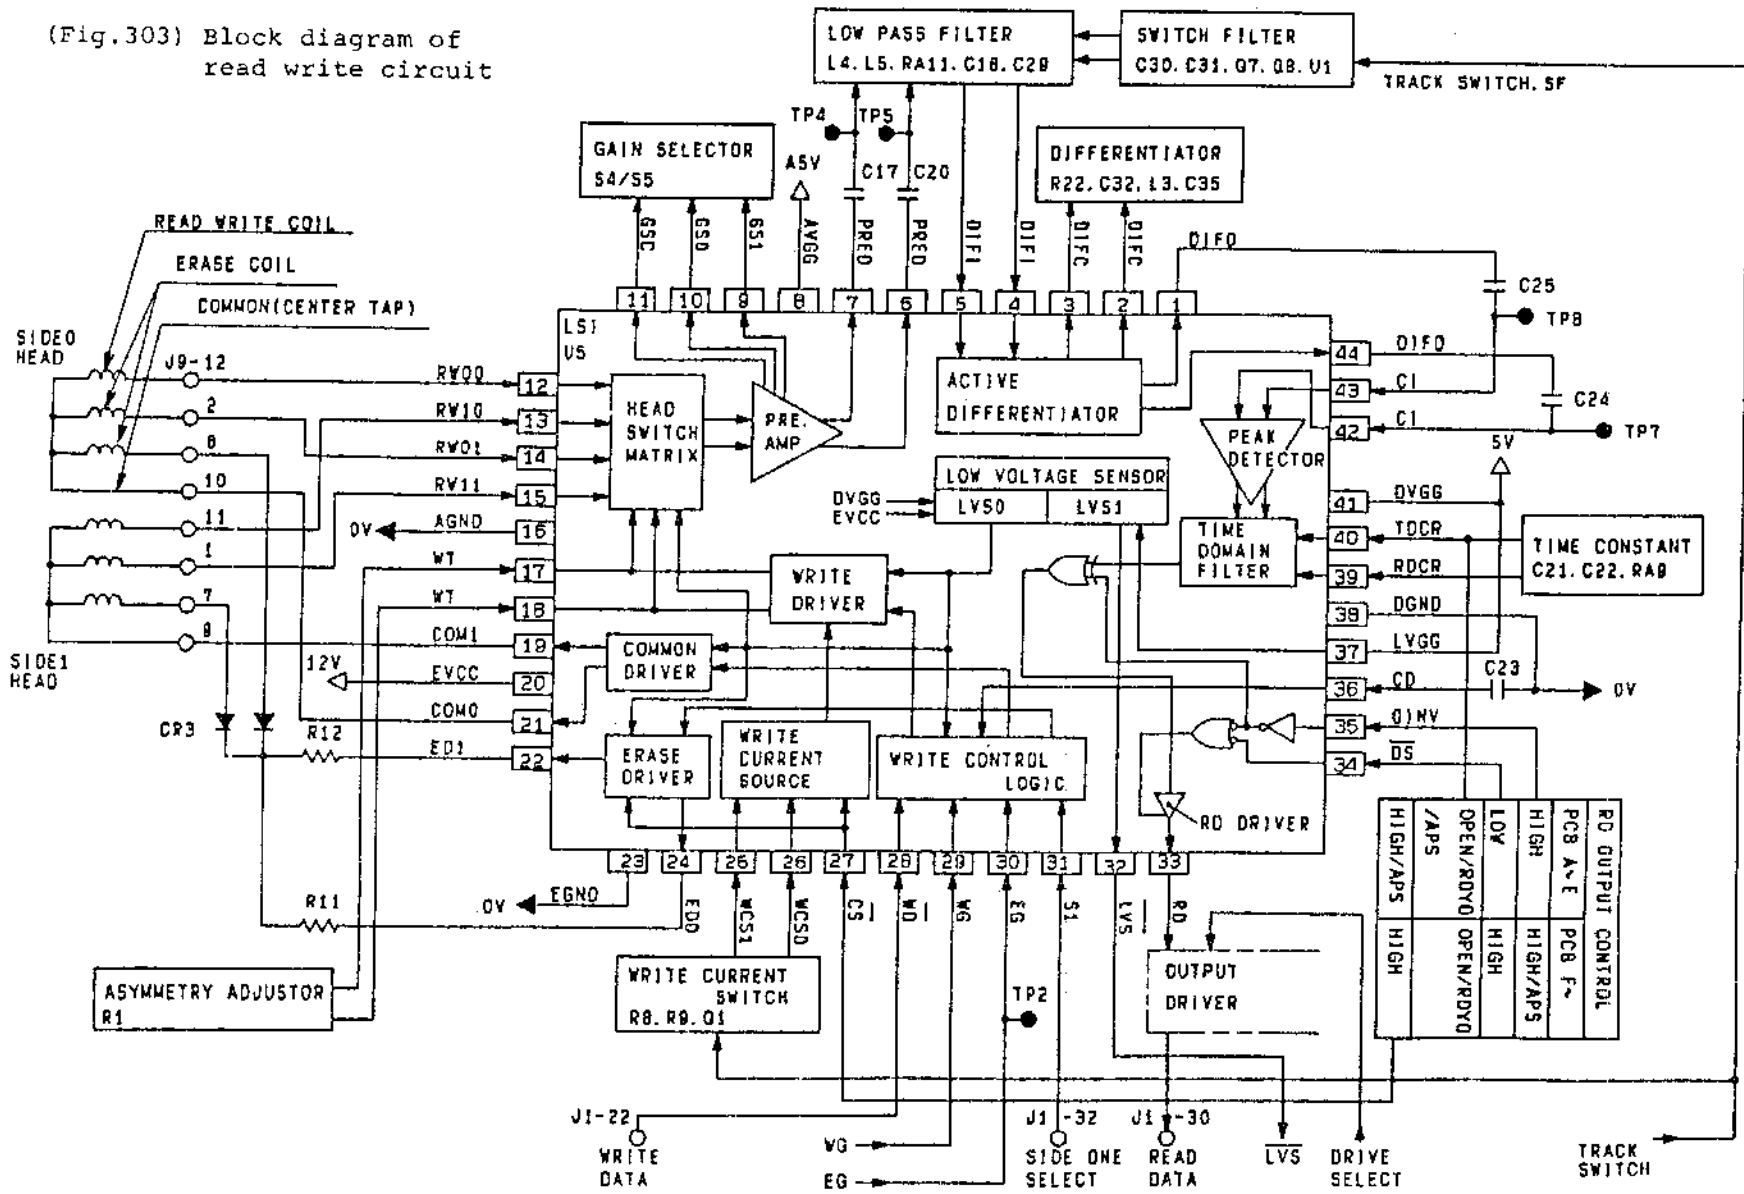 (Fig.303) Block diagram of
read write circuit
LOW PASS FILTER
L4. L5. RA11. C18. C29
SWITCH FILTER
C30. C31. Q7. Q8. U1
TRACK SWITCH. SF
TP4
TP5
GAIN SELECTOR
S4/S5
A5V
C17
C20
DIFFERENTIATOR
R22. C32. L3. C35
GSC
GS0
GS1
AVGG
PREO
PREO
DIFI
DIFI
DIFC
DIFC
DIFO
C25
TP8
READ WRITE COIL
ERASE COIL
COMMON(CENTER TAP)
SIDE0
HEAD
J9-12
2
6
10
11
1
7
9
SIDE1
HEAD
11
10
9
8
7
6
5
4
3
2
1
LSI
U5
RW00
12
RW10
13
RW01
14
RW11
15
0V
AGND
16
WT
17
WT
18
COM1
19
12V
EVCC
20
COM0
21
CR3
R12
ED1
22
HEAD
SWITCH
MATRIX
PRE.
AMP
ACTIVE
DIFFERENTIATOR
44
DIFO
43
CI
42
CI
C24
TP7
5V
PEAK
DETECTOR
LOW VOLTAGE SENSOR
DVGG
EVCC
LVS0
LVS1
41
DVGG
40
TDCR
39
RDCR
TIME CONSTANT
C21. C22. RA9
TIME
DOMAIN
FILTER
38
DGND
37
LVGG
36
CD
C23
0V
35
OINV
34
DS
WRITE
DRIVER
COMMON
DRIVER
ERASE
DRIVER
WRITE
CURRENT
SOURCE
WRITE CONTROL
LOGIC
RD DRIVER
23
24
25
26
27
28
29
30
31
32
33
0V
EGND
R11
ED0
WCS1
WCS0
CS
WD
WG
EG
S1
LVS
RD
RD OUTPUT CONTROL
PCB A~E
PCB F~
HIGH
HIGH/APS
LOW
HIGH
OPEN/RDYO
/APS
OPEN/RDYO
HIGH/APS
HIGH
ASYMMETRY ADJUSTOR
R1
WRITE CURRENT
SWITCH
R8. R9. Q1
TP2
OUTPUT
DRIVER
J1-22
WRITE
DATA
WG
EG
J1-32
SIDE ONE
SELECT
J1-30
READ
DATA
LVS
DRIVE
SELECT
TRACK
SWITCH